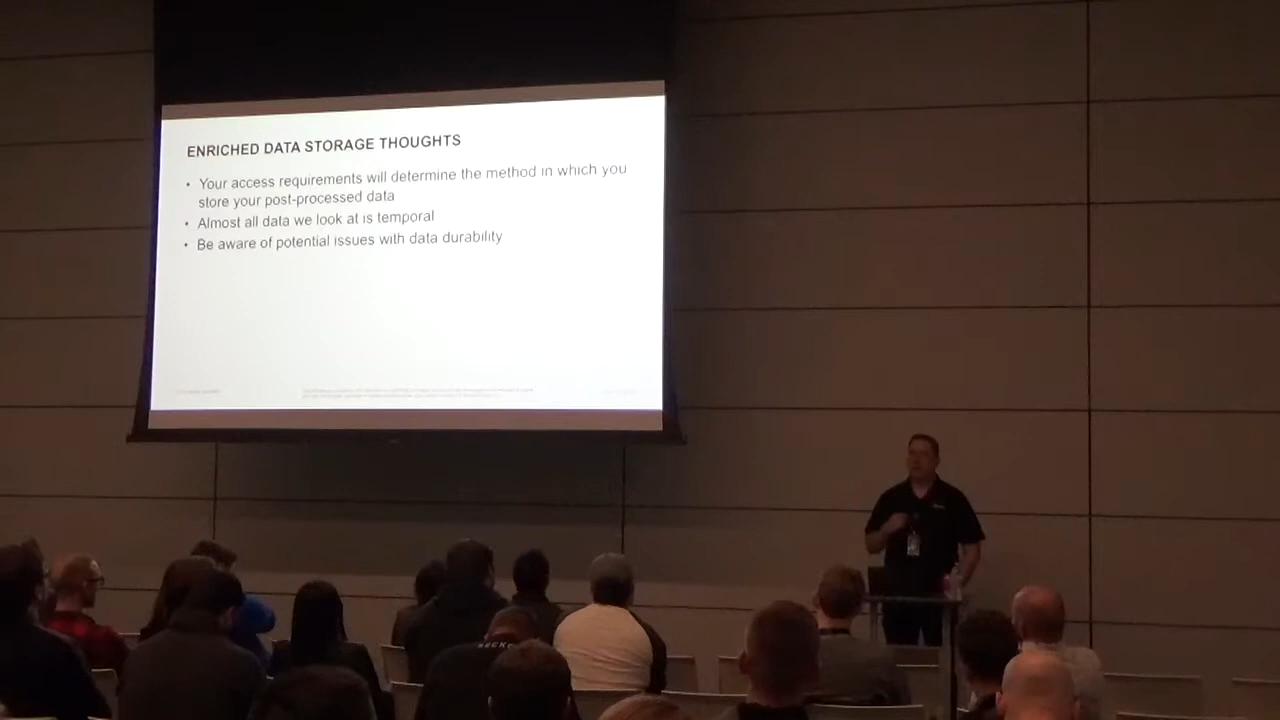 ENRICHED DATA STORAGE THOUGHTS
• Your access requirements will determine the method in which you
store your post-processed data
• Almost all data we look at is temporal
• Be aware of potential issues with data durability